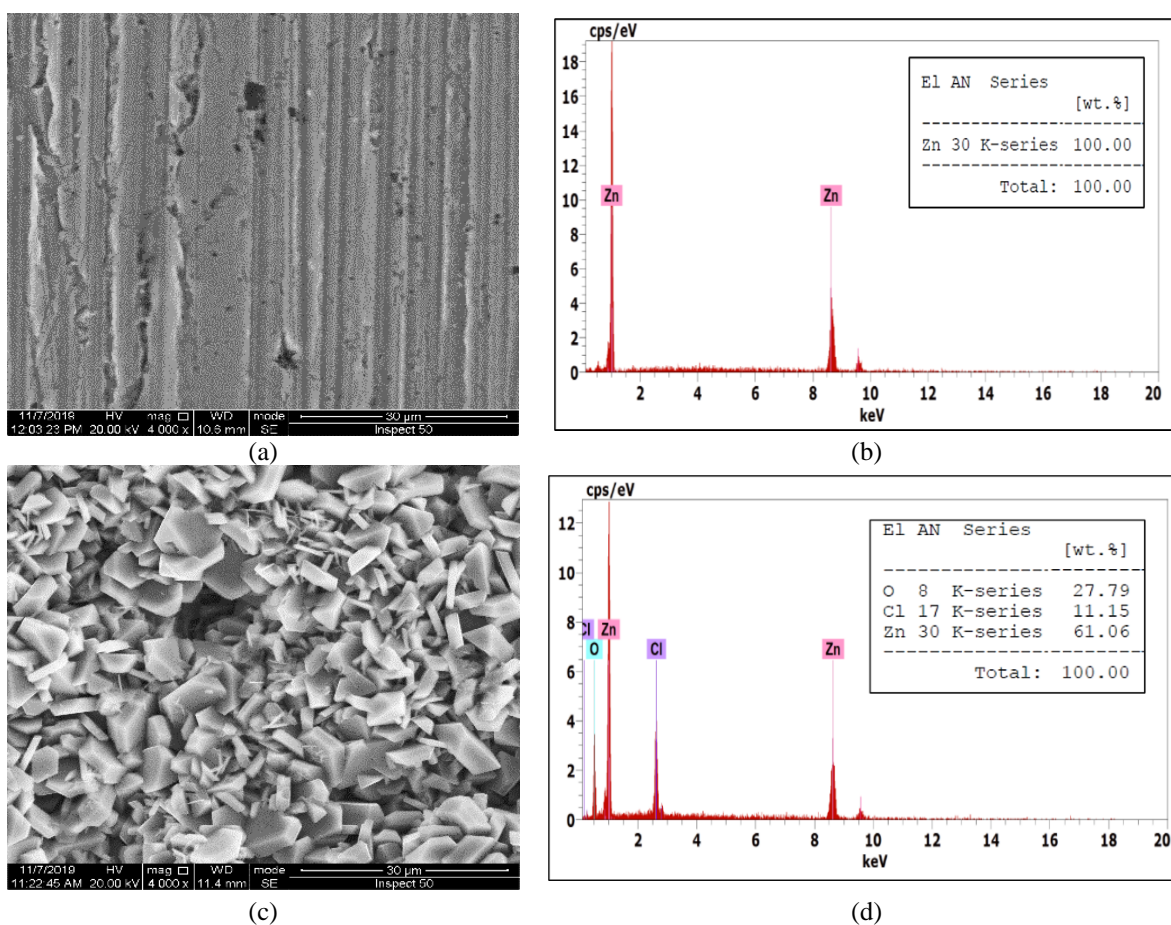 11/7/2019 HV mag □ WD mode 30 µm
12:03:23 PM 20.00 kV 4 000 x 10.6 mm SE Inspect 50
(a)
cps/eV
18
16
14
12
10
8
6
4
2
0
Zn
Zn
El AN Series
[wt.%]
Zn 30 K-series 100.00
Total: 100.00
2 4 6 8 10 12 14 16 18 20
keV
(b)
11/7/2019 HV mag □ WD mode 30 µm
11:22:45 AM 20.00 kV 4 000 x 11.4 mm SE Inspect 50
(c)
cps/eV
12
10
8
6
4
2
0
Cl
Zn
O
Cl
Zn
El AN Series
[wt.%]
O 8 K-series 27.79
Cl 17 K-series 11.15
Zn 30 K-series 61.06
Total: 100.00
2 4 6 8 10 12 14 16 18 20
keV
(d)